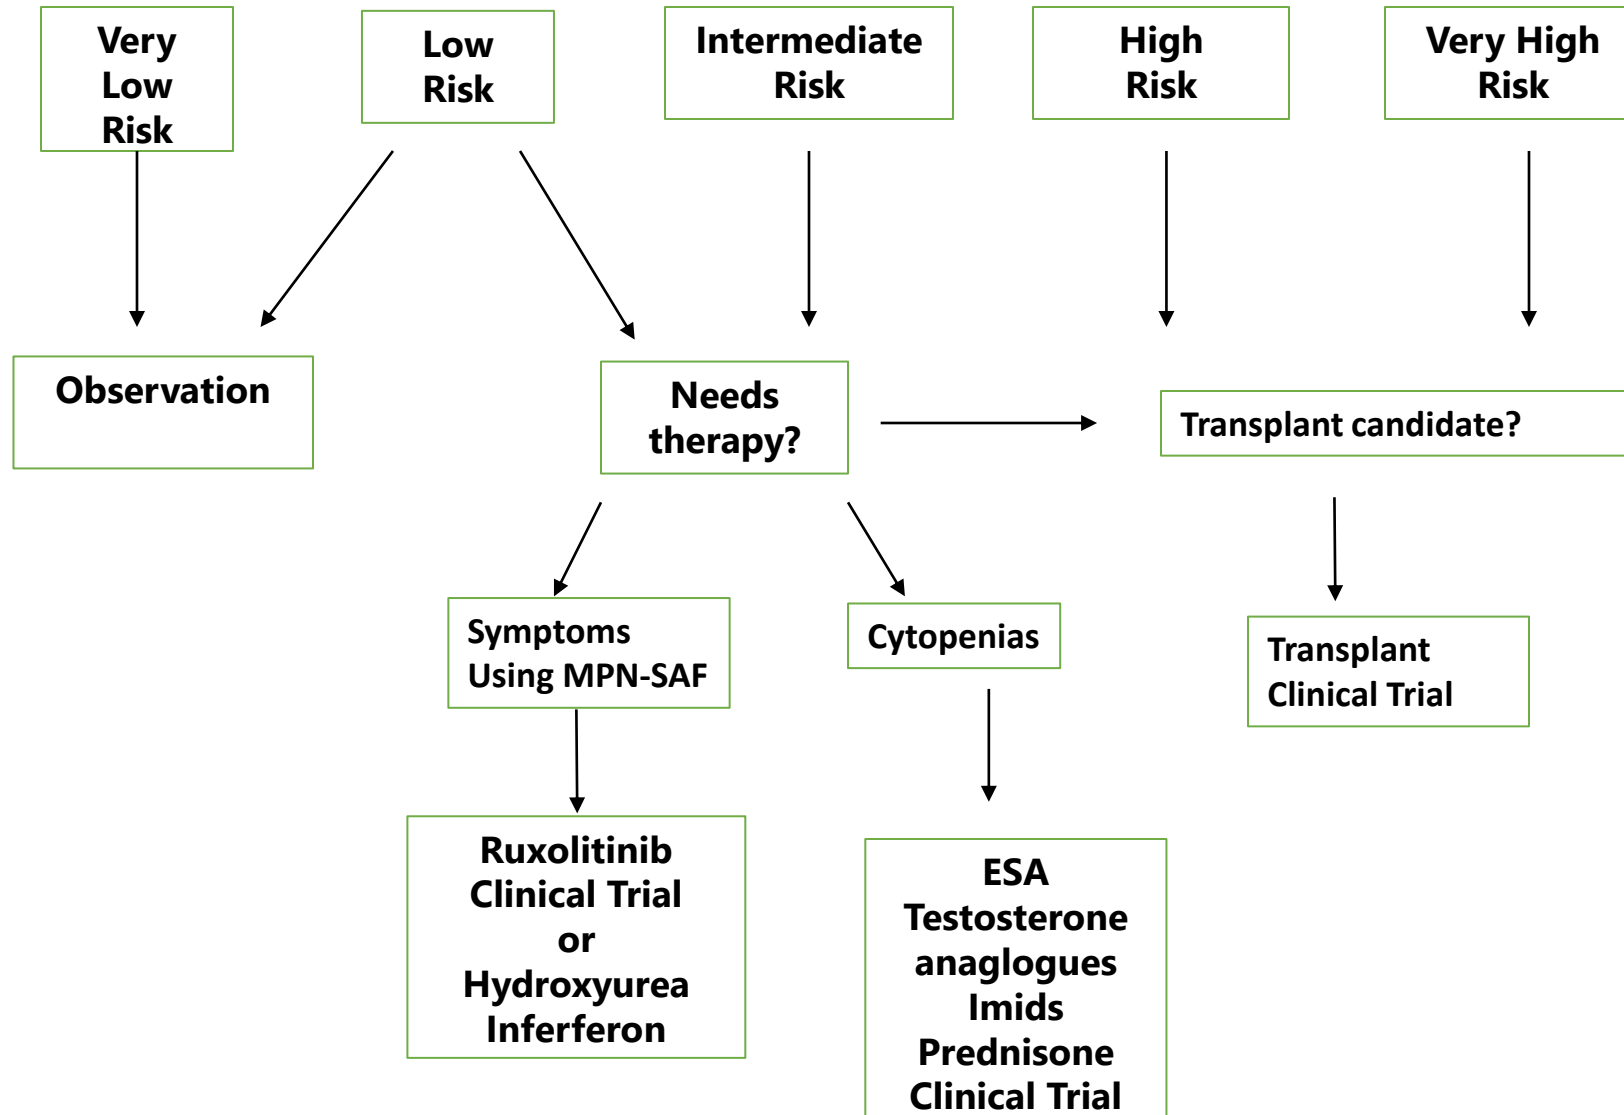 Very
Low
Risk
Low
Risk
Intermediate
Risk
High
Risk
Very High
Risk
Observation
Needs
therapy?
Transplant candidate?
Symptoms
Using MPN-SAF
Cytopenias
Transplant
Clinical Trial
Ruxolitinib
Clinical Trial
or
Hydroxyurea
Inferferon
ESA
Testosterone
anaglogues
Imids
Prednisone
Clinical Trial